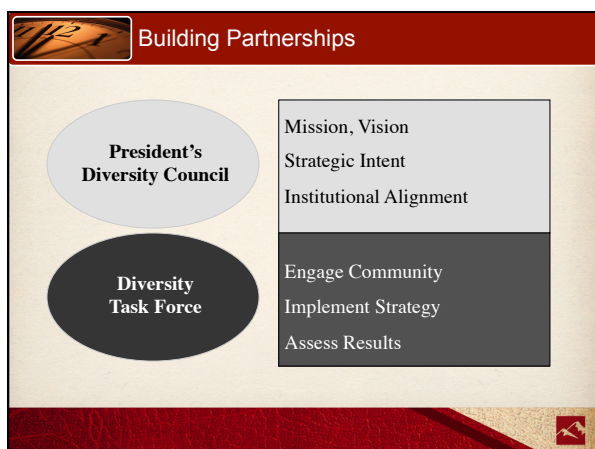 Building Partnerships
President's
Diversity Council
Mission, Vision
Strategic Intent
Institutional Alignment
Diversity
Task Force
Engage Community
Implement Strategy
Assess Results